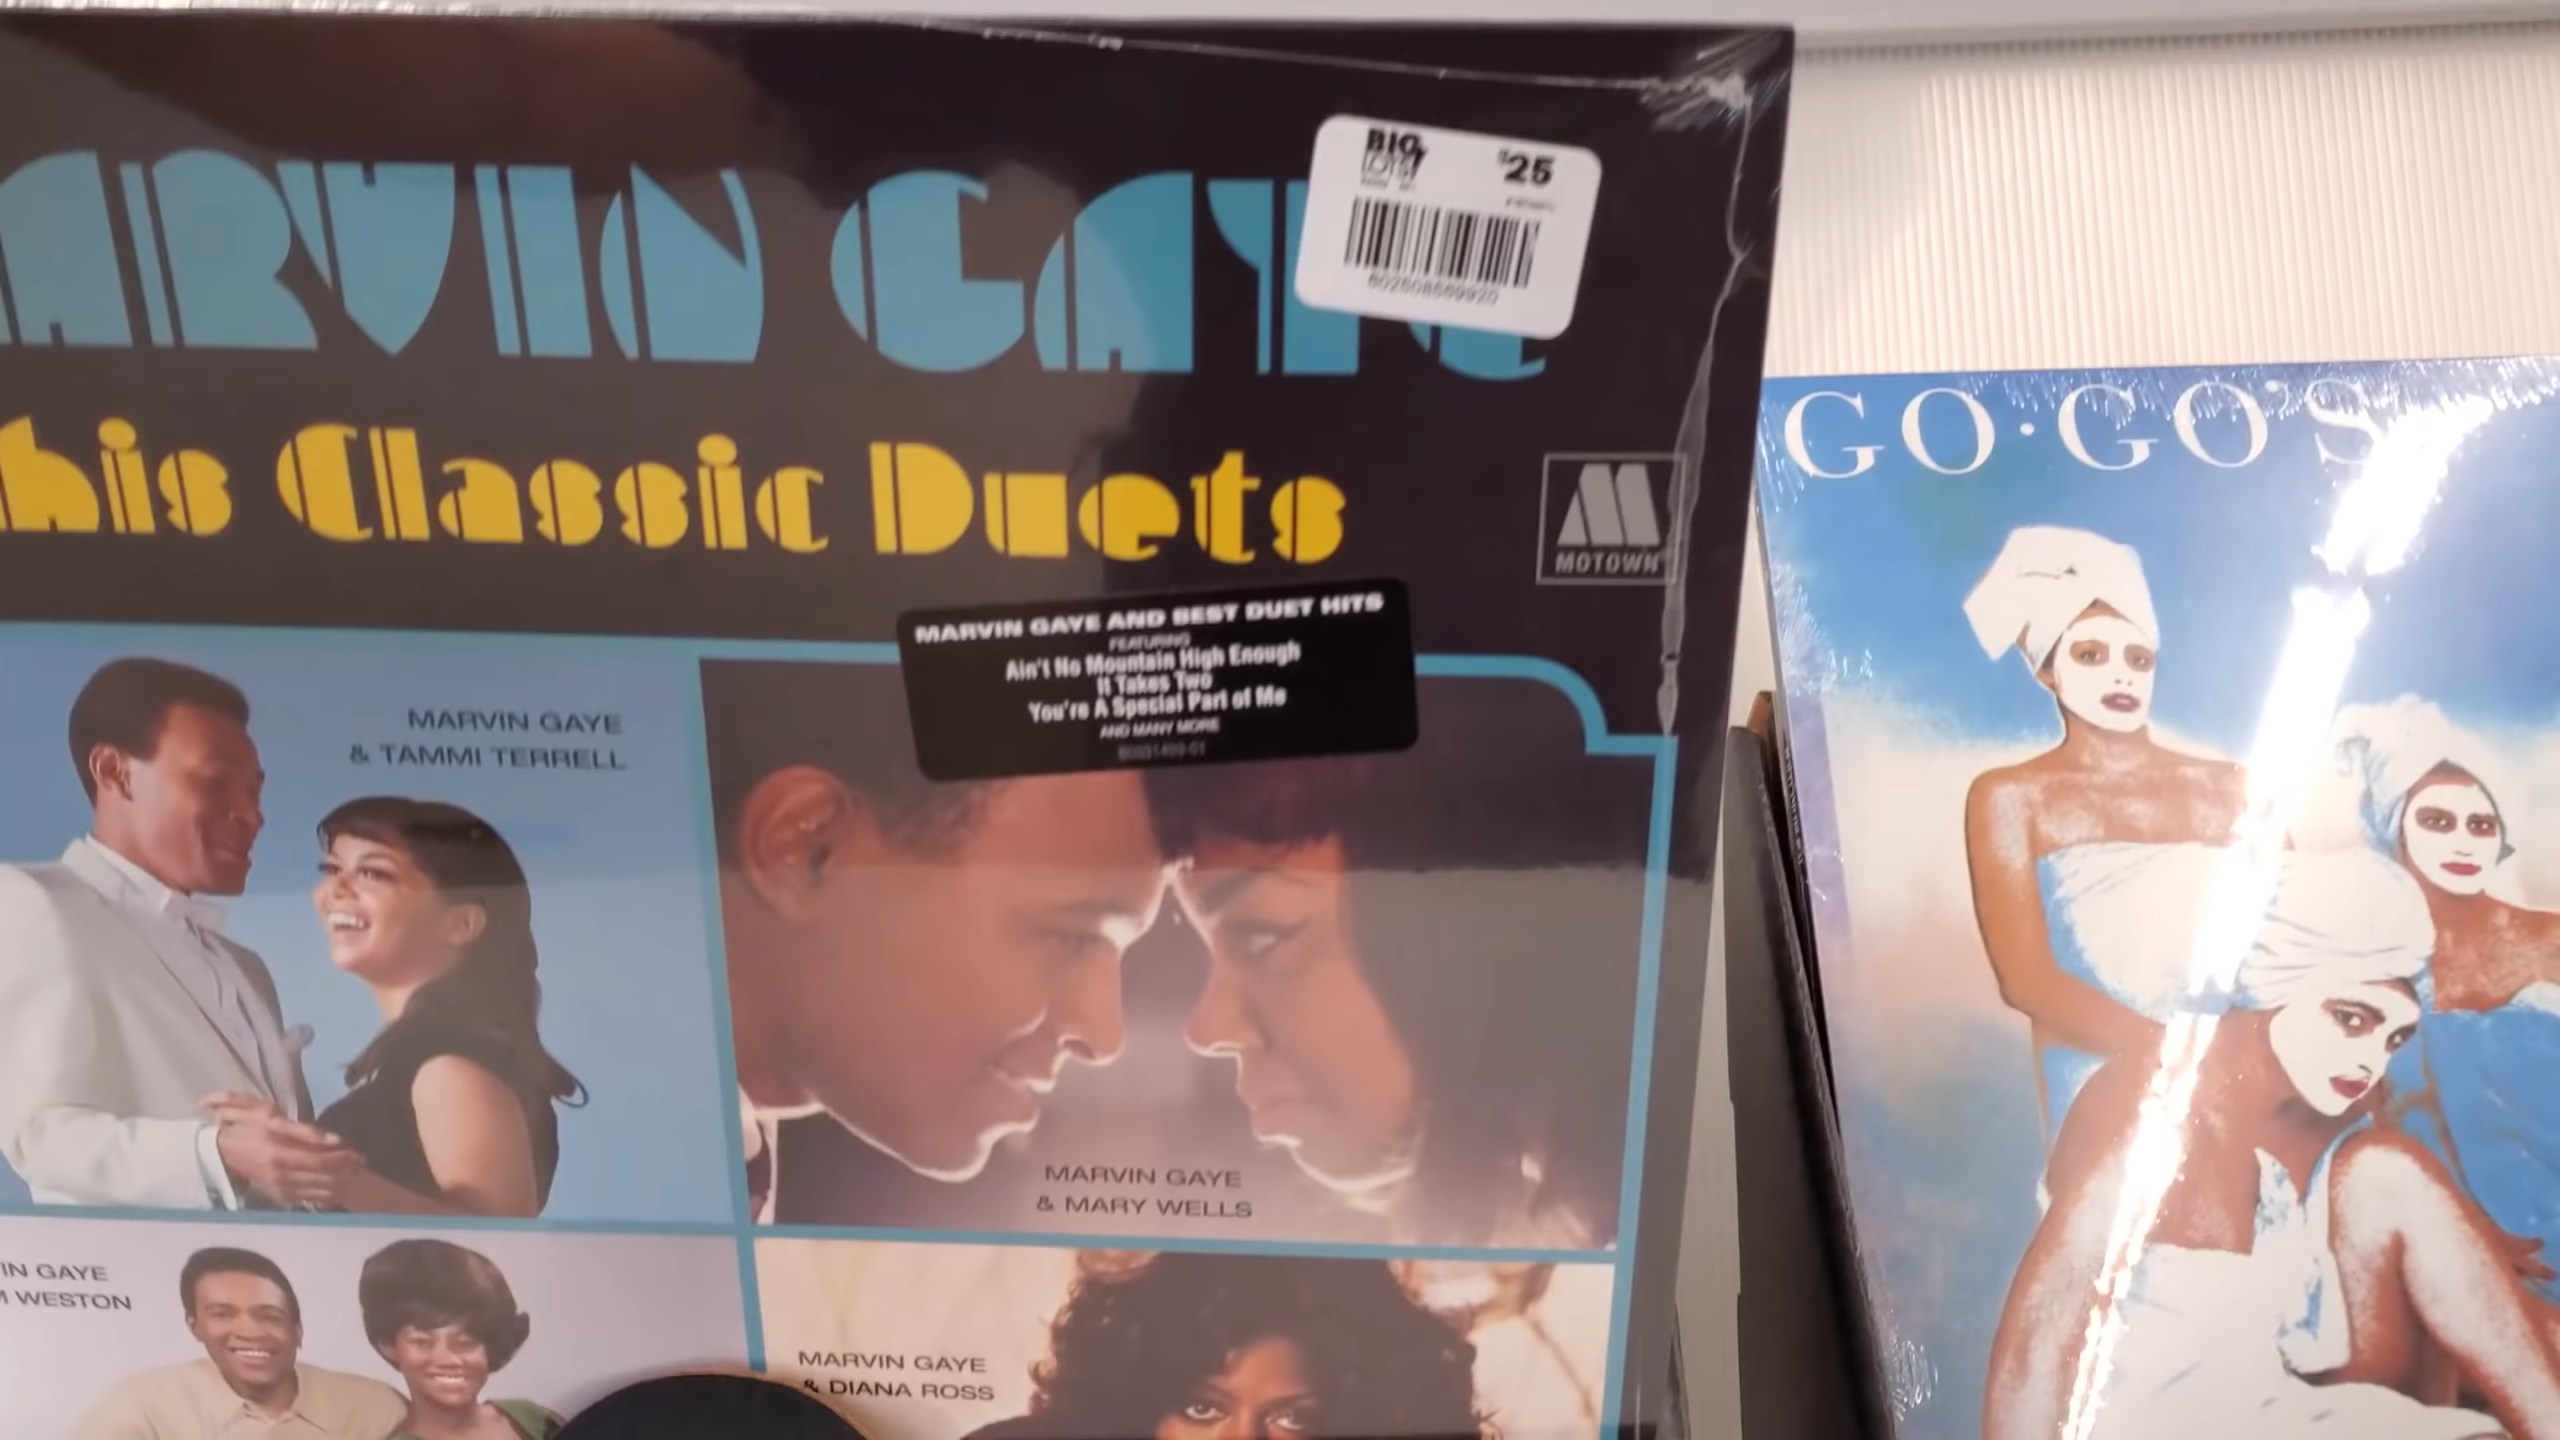 ARVIN GAYE
BIG
LOTS!
$25
602508569920
his Classic Duets
MOTOWN
MARVIN GAYE AND BEST DUET HITS
FEATURING
Ain't No Mountain High Enough
It Takes Two
You're A Special Part of Me
AND MANY MORE
MARVIN GAYE
& TAMMI TERRELL
MARVIN GAYE
& MARY WELLS
IN GAYE
M WESTON
MARVIN GAYE
& DIANA ROSS
GO·GO'S